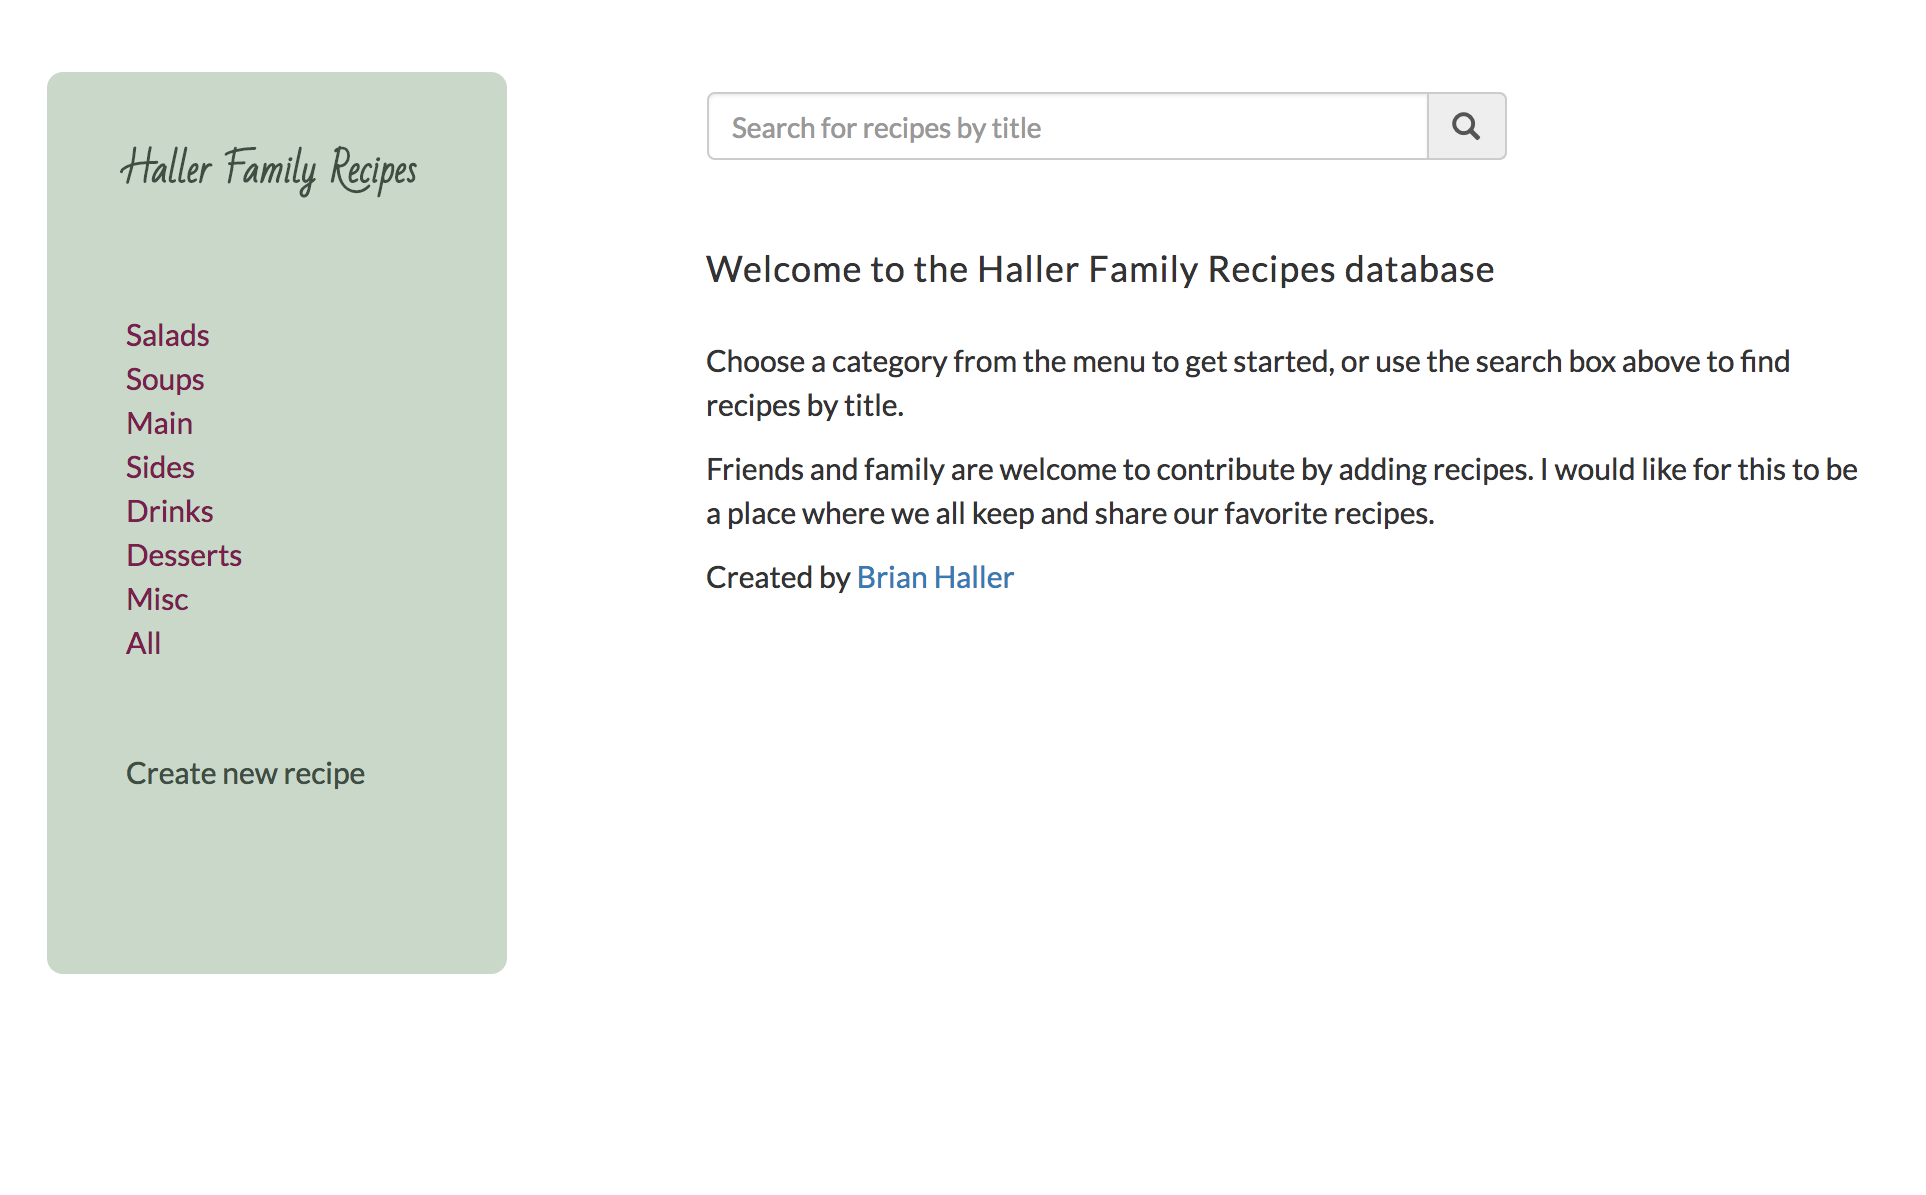 Haller Family Recipes
Salads
Soups
Main
Sides
Drinks
Desserts
Misc
All
Create new recipe
Search for recipes by title
Welcome to the Haller Family Recipes database
Choose a category from the menu to get started, or use the search box above to find
recipes by title.
Friends and family are welcome to contribute by adding recipes. I would like for this to be
a place where we all keep and share our favorite recipes.
Created by Brian Haller